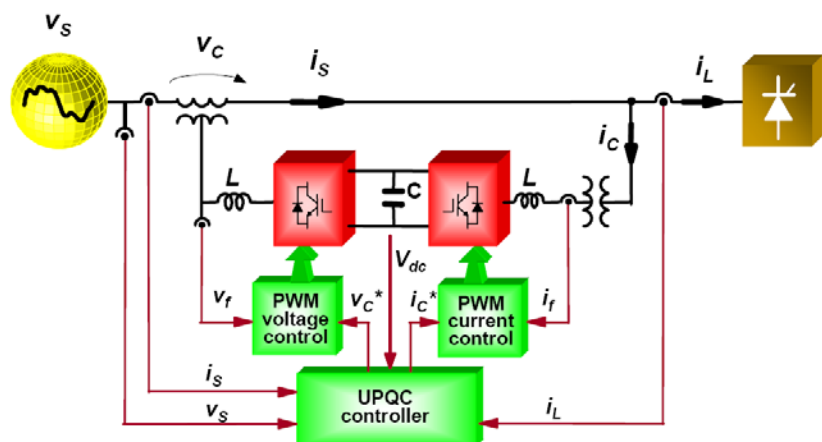 vS
vC
iS
iL
iC
L
C
L
Vdc
vf
PWM
voltage
control
vC*
iC*
PWM
current
control
if
iS
vS
UPQC
controller
iL